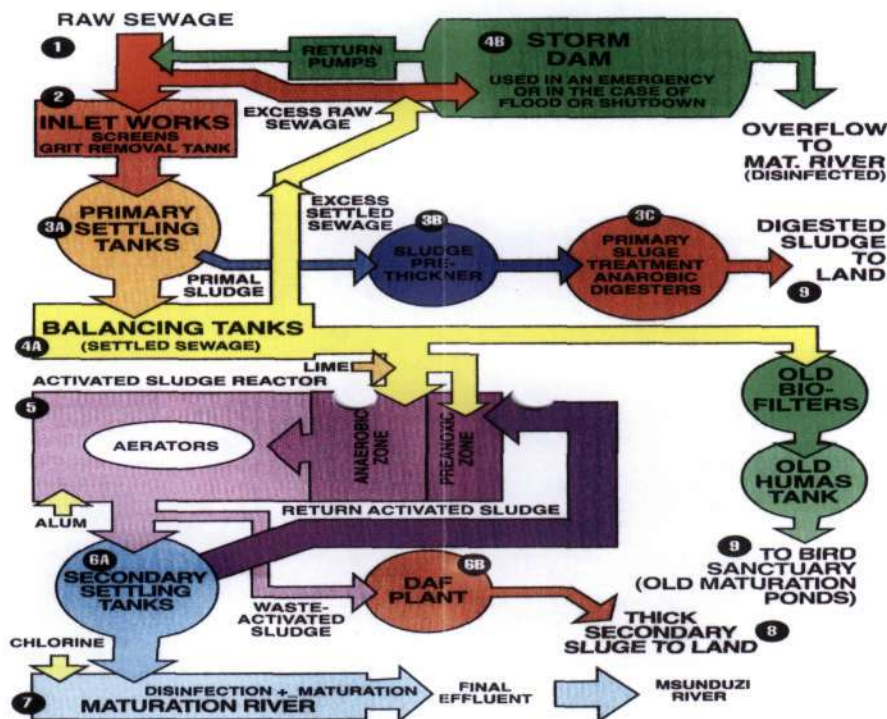 RAW SEWAGE
1
RETURN
PUMPS
4B
STORM
DAM
USED IN AN EMERGENCY
OR IN THE CASE OF
FLOOD OR SHUTDOWN
2
INLET WORKS
SCREENS
GRIT REMOVAL TANK
EXCESS RAW
SEWAGE
OVERFLOW
TO
MAT. RIVER
(DISINFECTED)
3A
PRIMARY
SETTLING
TANKS
EXCESS
SETTLED
SEWAGE
3B
SLUDGE
PRE-
THICKNER
3C
PRIMARY
SLUGE
TREATMENT
ANAROBIC
DIGESTERS
DIGESTED
SLUDGE
TO
LAND
9
PRIMAL
SLUDGE
BALANCING TANKS
(SETTLED SEWAGE)
4A
LIME
ACTIVATED SLUDGE REACTOR
5
AERATORS
ANAEROBIC
ZONE
PREANOXIC
ZONE
OLD
BIO-
FILTERS
OLD
HUMAS
TANK
ALUM
RETURN ACTIVATED SLUDGE
6A
SECONDARY
SETTLING
TANKS
6B
DAF
PLANT
WASTE-
ACTIVATED
SLUDGE
9
TO BIRD
SANCTUARY
(OLD MATURATION
PONDS)
THICK
SECONDARY
SLUGE TO LAND
8
CHLORINE
7
DISINFECTION +_MATURATION
MATURATION RIVER
FINAL
EFFLUENT
MSUNDUZI
RIVER